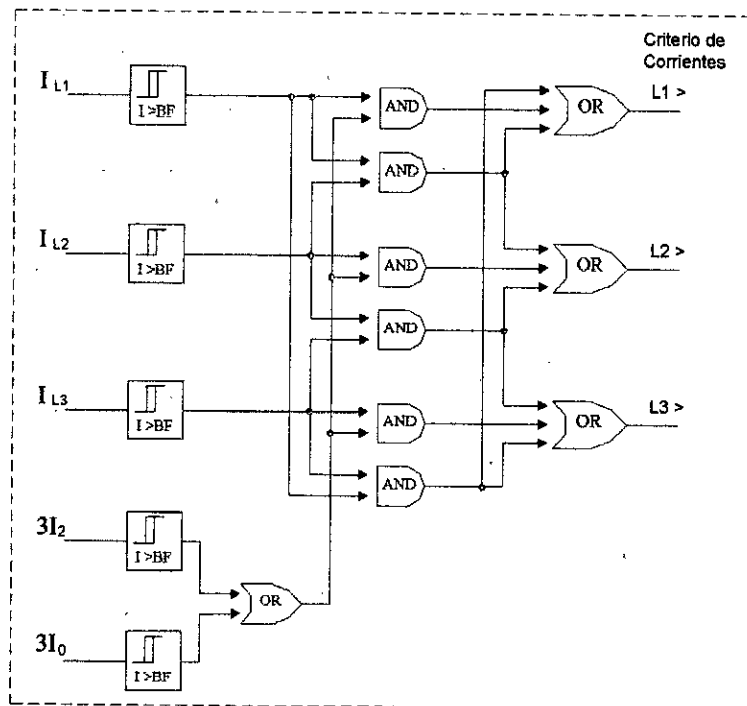 Criterio de
Corrientes
I L1
I >BF
AND
OR
L1 >
AND
I L2
I >BF
AND
OR
L2 >
AND
I L3
I >BF
AND
OR
L3 >
AND
3I2
I >BF
OR
3I0
I >BF